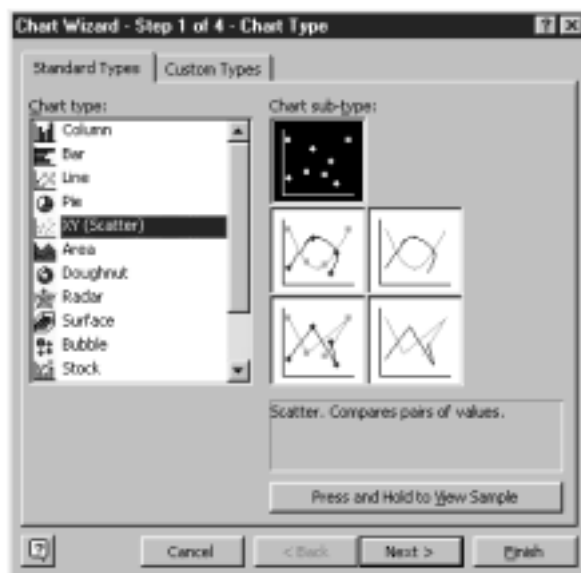 Chart Wizard - Step 1 of 4 - Chart Type
Standard Types
Custom Types
Chart type:
Column
Bar
Line
Pie
XY (Scatter)
Area
Doughnut
Radar
Surface
Bubble
Stock
Chart sub-type:
Scatter. Compares pairs of values.
Press and Hold to View Sample
Cancel
< Back
Next >
Finish